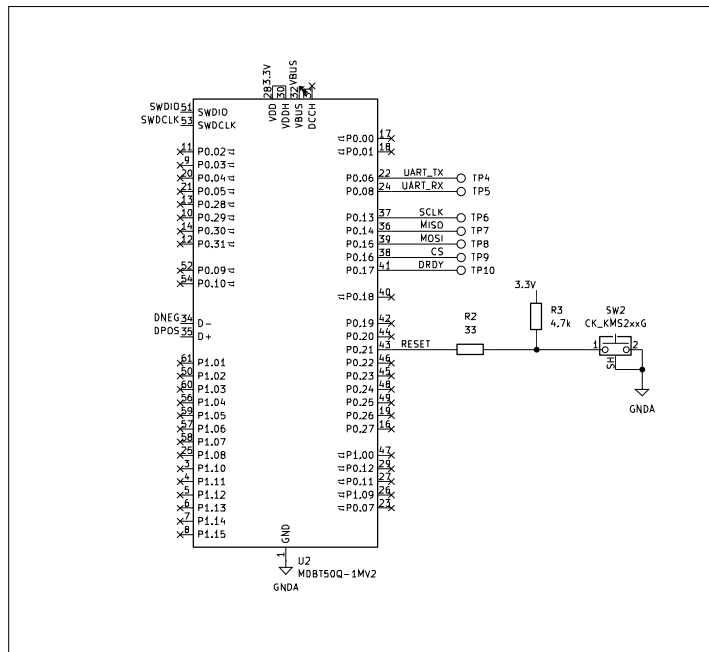 3.3V
VBUS
28
30
32
VDD
VDDH
VBUS
DCCH
SWDIO 51 SWDIO
SWDCLK 53 SWDCLK
P0.00 17
P0.01 18
11 P0.02
9 P0.03
20 P0.04
21 P0.05
13 P0.28
10 P0.29
14 P0.30
12 P0.31
52 P0.09
54 P0.10
P0.06 22 UART_TX TP4
P0.08 24 UART_RX TP5
P0.13 37 SCLK TP6
P0.14 36 MISO TP7
P0.15 39 MOSI TP8
P0.16 38 CS TP9
P0.17 41 DRDY TP10
P0.18 40
DNEG 34 D-
DPOS 35 D+
P0.19 42
P0.20 44
P0.21 43 RESET
P0.22 46
P0.23 45
P0.24 48
P0.25 49
P0.26 19
P0.27 16
R2
33
3.3V
R3
4.7k
SW2
CK_KMS2xxG
1 2
SH
GNDA
61 P1.01
50 P1.02
60 P1.03
56 P1.04
59 P1.05
57 P1.06
58 P1.07
25 P1.08
3 P1.10
4 P1.11
5 P1.12
6 P1.13
7 P1.14
8 P1.15
P1.00 47
P0.12 29
P0.11 27
P1.09 26
P0.07 23
GND
1
U2
MDBT50Q-1MV2
GNDA